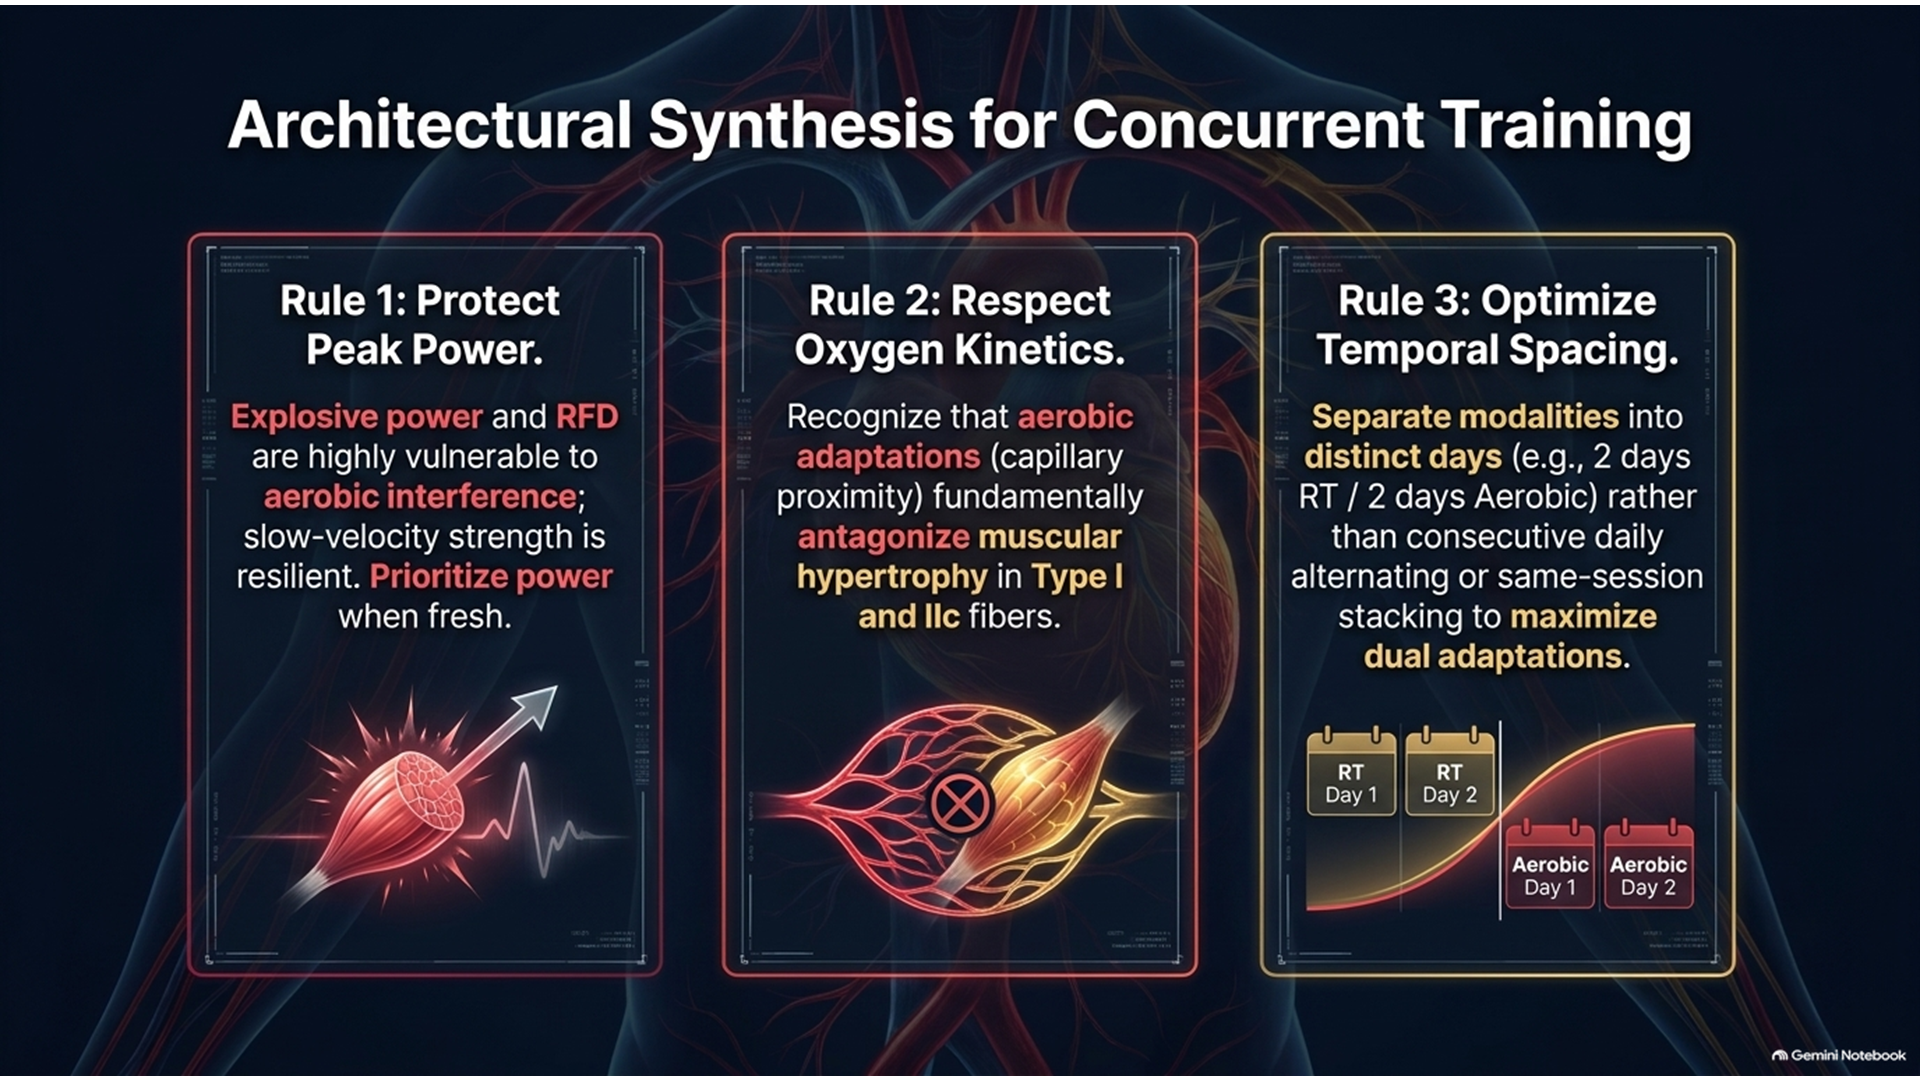 Architectural Synthesis for Concurrent Training
Rule 1: Protect
Peak Power.
Explosive power and RFD
are highly vulnerable to
aerobic interference;
slow-velocity strength is
resilient. Prioritize power
when fresh.
Rule 2: Respect
Oxygen Kinetics.
Recognize that aerobic
adaptations (capillary
proximity) fundamentally
antagonize muscular
hypertrophy in Type I
and IIc fibers.
Rule 3: Optimize
Temporal Spacing.
Separate modalities into
distinct days (e.g., 2 days
RT / 2 days Aerobic) rather
than consecutive daily
alternating or same-session
stacking to maximize
dual adaptations.
RT
Day 1
RT
Day 2
Aerobic
Day 1
Aerobic
Day 2
Gemini Notebook